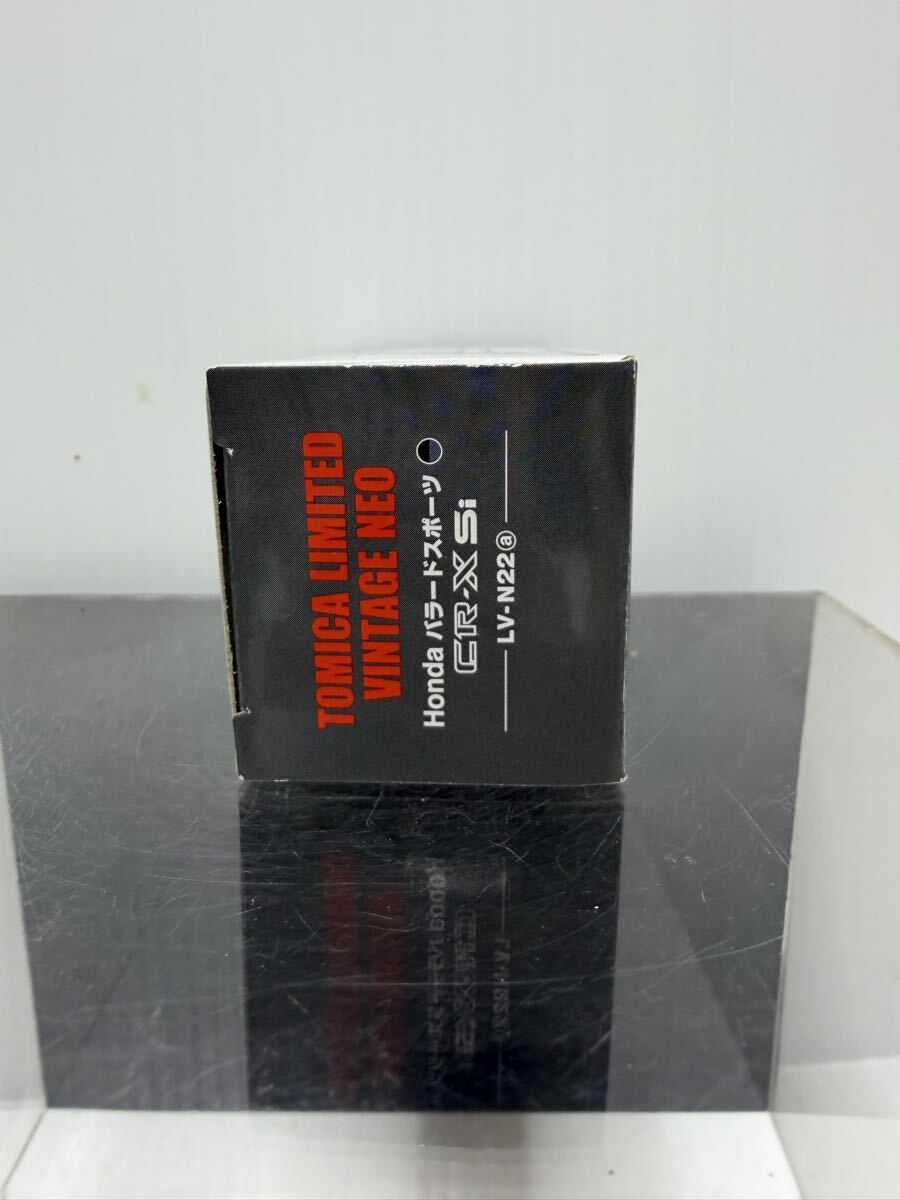 TOMICA LIMITED
VINTAGE NEO
Honda バラードスポーツ
CR-X Si
LV-N22ⓐ